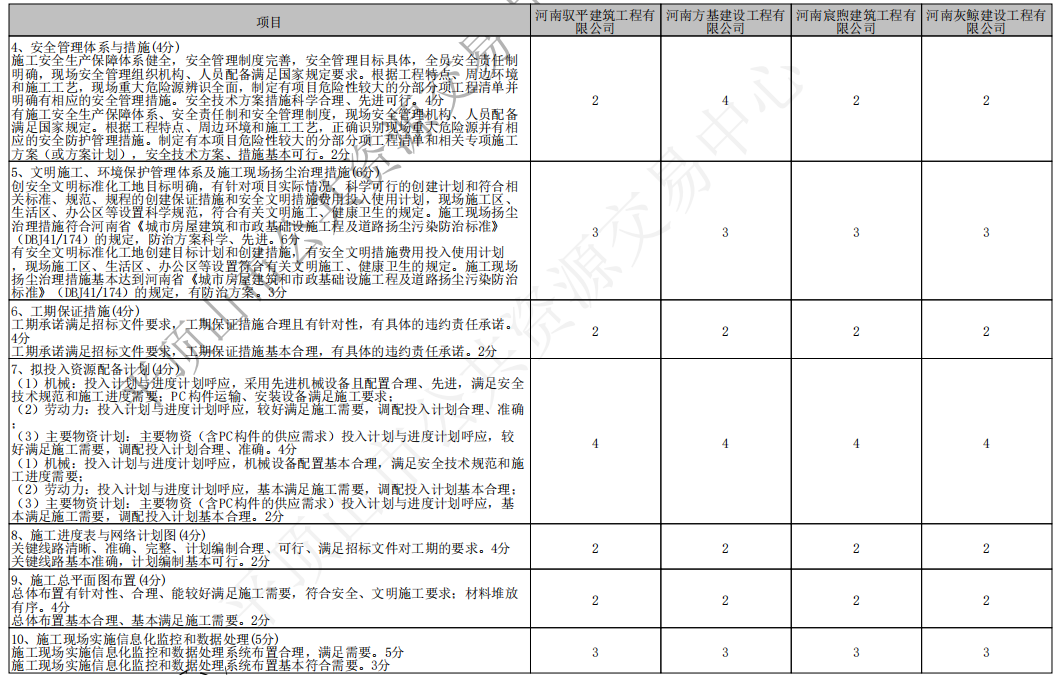 项目
河南驭平建筑工程有限公司
河南方基建设工程有限公司
河南宸煦建筑工程有限公司
河南灰鲸建设工程有限公司
4、安全管理体系与措施(4分)
施工安全生产保障体系健全，安全管理制度完善，安全管理目标具体，全员安全责任制
明确，现场安全管理组织机构、人员配备满足国家规定要求。根据工程特点、周边环境
和施工工艺，现场重大危险源辨识全面，制定有项目危险性较大的分部分项工程清单并
明确有相应的安全管理措施。安全技术方案措施科学合理、先进可行。4分
有施工安全生产保障体系、安全责任制和安全管理制度，现场安全管理机构、人员配备
满足国家规定。根据工程特点、周边环境和施工工艺，正确识别现场重大危险源并有相
应的安全防护管理措施。制定有本项目危险性较大的分部分项工程清单和相关专项施工
方案（或方案计划），安全技术方案、措施基本可行。2分
2
4
2
2
5、文明施工、环境保护管理体系及施工现场扬尘治理措施(6分)
创安全文明标准化工地目标明确，有针对项目实际情况、科学可行的创建计划和符合相
关标准、规范、规程的创建保证措施和安全文明措施费用投入使用计划，现场施工区、
生活区、办公区等设置科学规范，符合有关文明施工、健康卫生的规定。施工现场扬尘
治理措施符合河南省《城市房屋建筑和市政基础设施工程及道路扬尘污染防治标准》
（DBJ41/174）的规定，防治方案科学、先进。6分
有安全文明标准化工地创建目标计划和创建措施，有安全文明措施费用投入使用计划
，现场施工区、生活区、办公区等设置符合有关文明施工、健康卫生的规定。施工现场
扬尘治理措施基本达到河南省《城市房屋建筑和市政基础设施工程及道路扬尘污染防治
标准》（DBJ41/174）的规定，有防治方案。3分
3
3
3
3
6、工期保证措施(4分)
工期承诺满足招标文件要求，工期保证措施合理且有针对性，有具体的违约责任承诺。
4分
工期承诺满足招标文件要求，工期保证措施基本合理，有具体的违约责任承诺。2分
2
2
2
2
7、拟投入资源配备计划(4分)
（1）机械：投入计划与进度计划呼应，采用先进机械设备且配置合理、先进，满足安全
技术规范和施工进度需要；PC构件运输、安装设备满足施工要求；
（2）劳动力：投入计划与进度计划呼应，较好满足施工需要，调配投入计划合理、准确
；
（3）主要物资计划：主要物资（含PC构件的供应需求）投入计划与进度计划呼应，较
好满足施工需要，调配投入计划合理、准确。4分
（1）机械：投入计划与进度计划呼应，机械设备配置基本合理，满足安全技术规范和施
工进度需要；
（2）劳动力：投入计划与进度计划呼应，基本满足施工需要，调配投入计划基本合理；
（3）主要物资计划：主要物资（含PC构件的供应需求）投入计划与进度计划呼应，基
本满足施工需要，调配投入计划基本合理。2分
4
4
4
4
8、施工进度表与网络计划图(4分)
关键线路清晰、准确、完整、计划编制合理、可行、满足招标文件对工期的要求。4分
关键线路基本准确，计划编制基本可行。2分
2
2
2
2
9、施工总平面图布置(4分)
总体布置有针对性、合理、能较好满足施工需要，符合安全、文明施工要求；材料堆放
有序。4分
总体布置基本合理、基本满足施工需要。2分
2
2
2
2
10、施工现场实施信息化监控和数据处理(5分)
施工现场实施信息化监控和数据处理系统布置合理，满足需要。5分
施工现场实施信息化监控和数据处理系统布置基本符合需要。3分
3
3
3
3
平顶山市公共资源交易中心
平顶山市公共资源交易中心